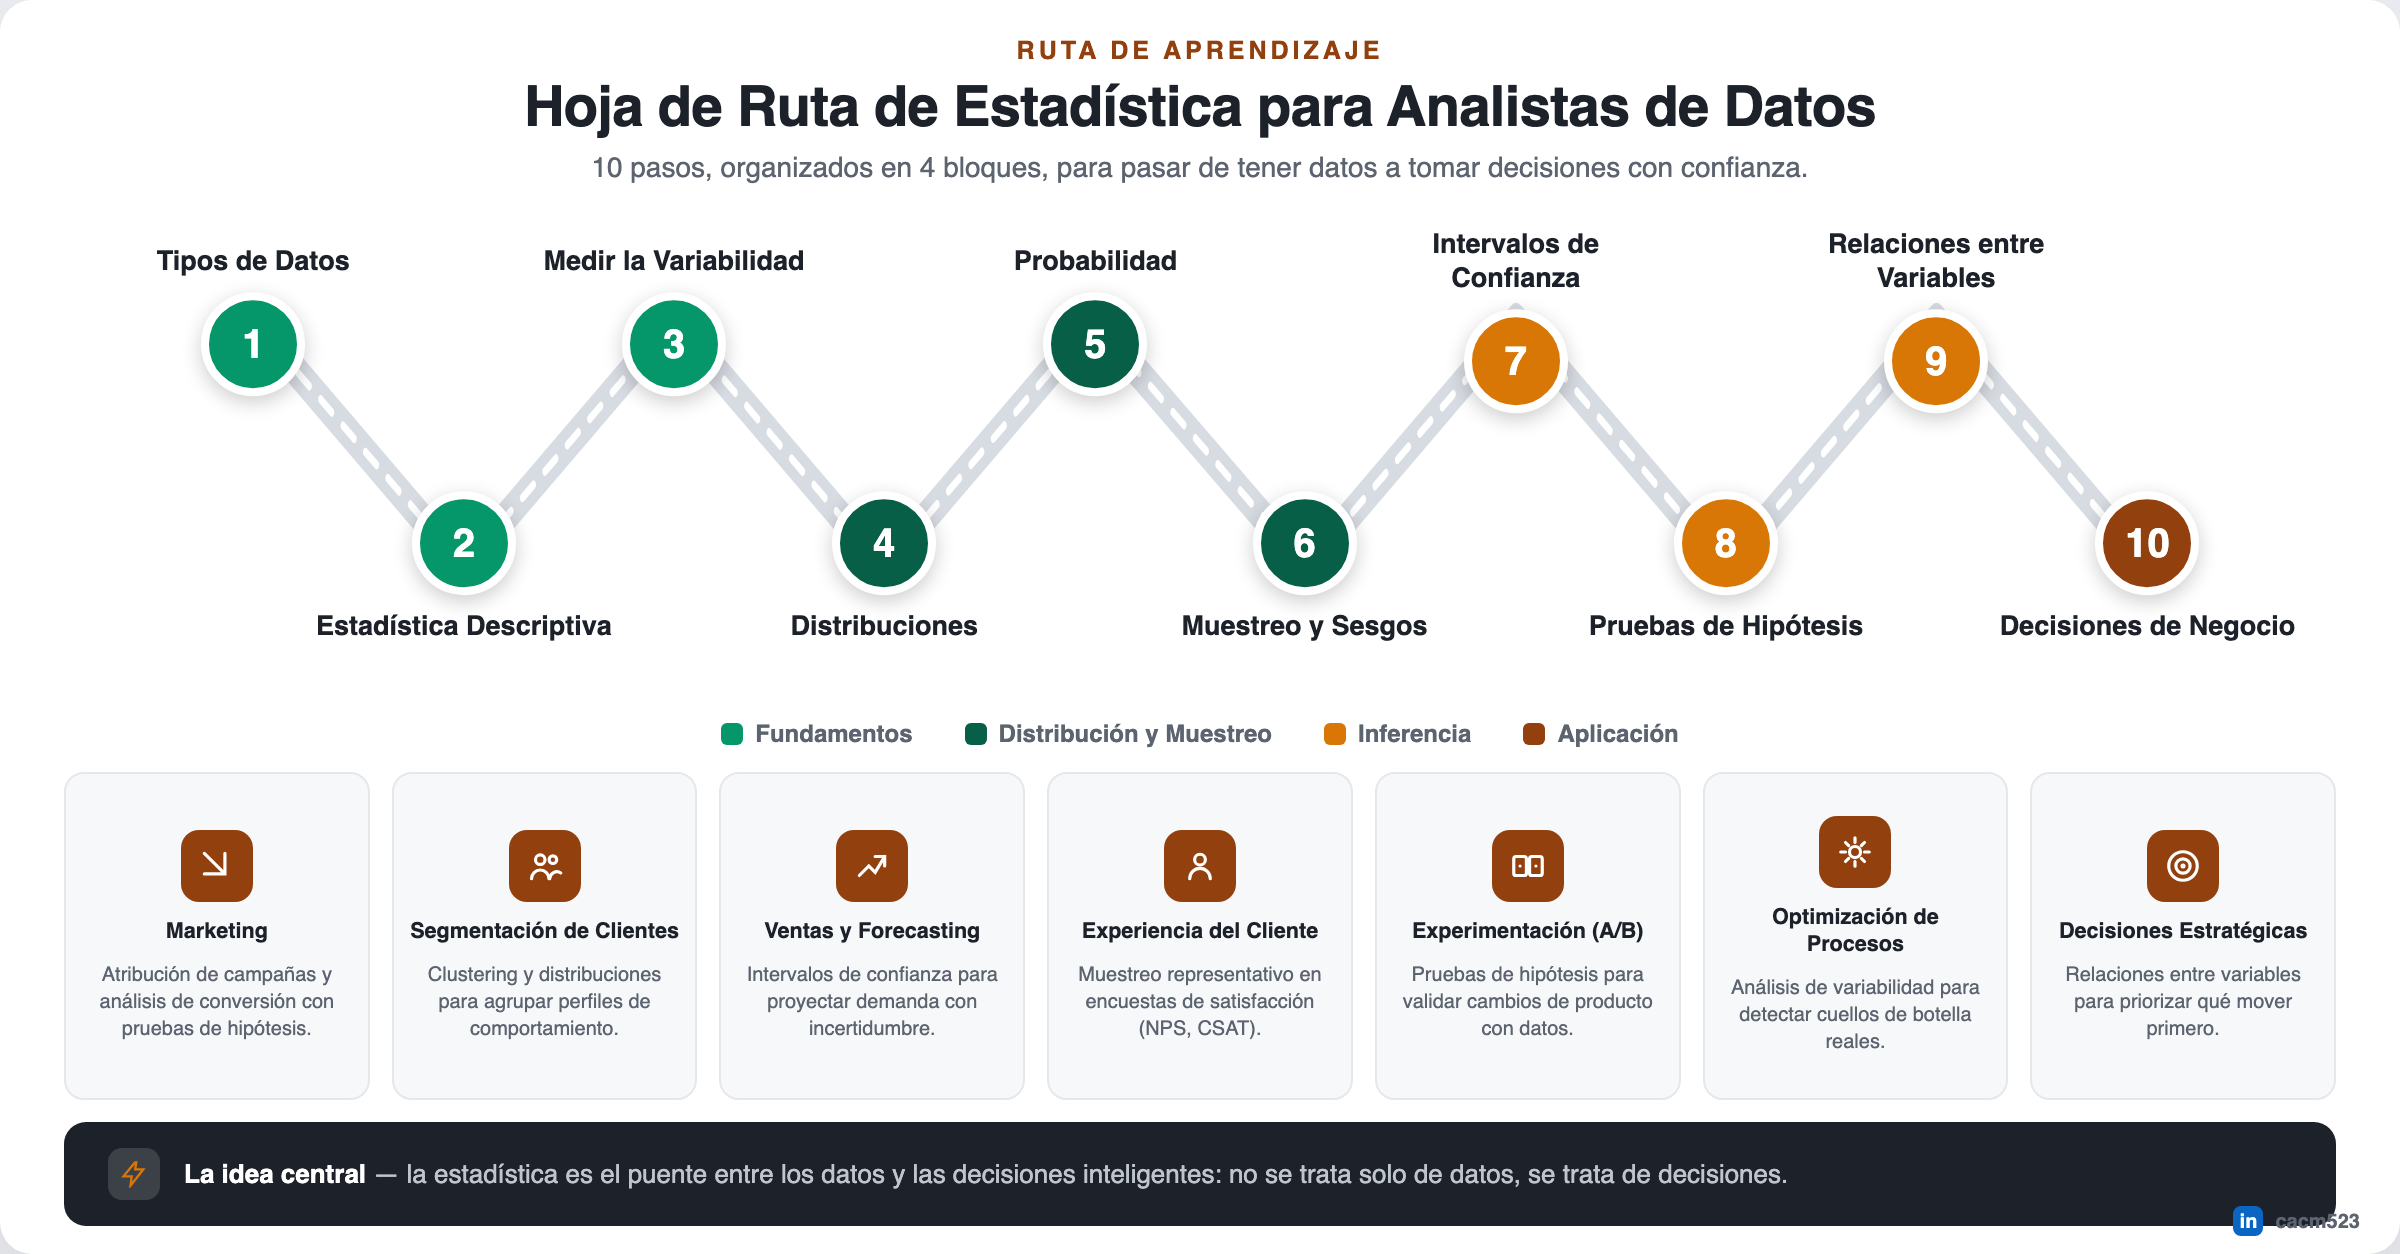 RUTA DE APRENDIZAJE
Hoja de Ruta de Estadística para Analistas de Datos
10 pasos, organizados en 4 bloques, para pasar de tener datos a tomar decisiones con confianza.
Tipos de Datos
1
Estadística Descriptiva
2
Medir la Variabilidad
3
Distribuciones
4
Probabilidad
5
Muestreo y Sesgos
6
Intervalos de
Confianza
7
Pruebas de Hipótesis
8
Relaciones entre
Variables
9
Decisiones de Negocio
10
Fundamentos
Distribución y Muestreo
Inferencia
Aplicación
Marketing
Atribución de campañas y
análisis de conversión con
pruebas de hipótesis.
Segmentación de Clientes
Clustering y distribuciones
para agrupar perfiles de
comportamiento.
Ventas y Forecasting
Intervalos de confianza para
proyectar demanda con
incertidumbre.
Experiencia del Cliente
Muestreo representativo en
encuestas de satisfacción
(NPS, CSAT).
Experimentación (A/B)
Pruebas de hipótesis para
validar cambios de producto
con datos.
Optimización de
Procesos
Análisis de variabilidad para
detectar cuellos de botella
reales.
Decisiones Estratégicas
Relaciones entre variables
para priorizar qué mover
primero.
La idea central — la estadística es el puente entre los datos y las decisiones inteligentes: no se trata solo de datos, se trata de decisiones.
in cacm523